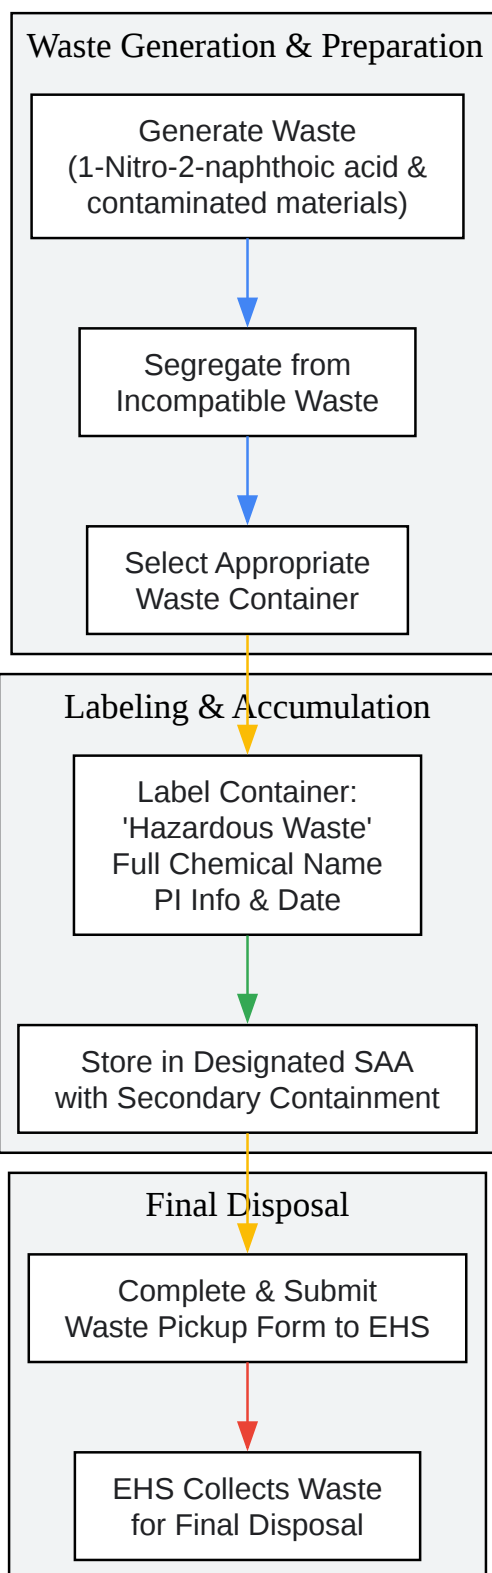 Waste Generation & Preparation
Generate Waste
(1-Nitro-2-naphthoic acid &
contaminated materials)
Segregate from
Incompatible Waste
Select Appropriate
Waste Container
Labeling & Accumulation
Label Container:
'Hazardous Waste'
Full Chemical Name
PI Info & Date
Store in Designated SAA
with Secondary Containment
Final Disposal
Complete & Submit
Waste Pickup Form to EHS
EHS Collects Waste
for Final Disposal